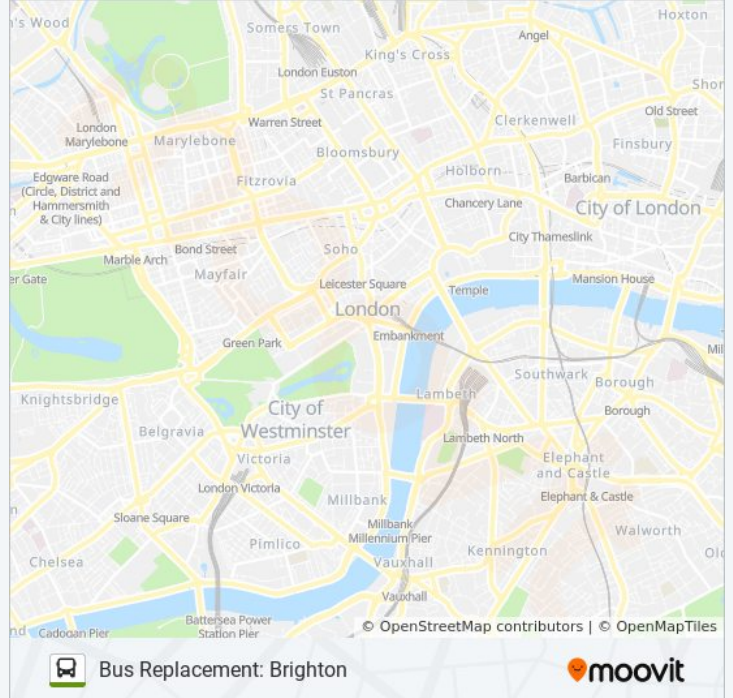 's Wood
Somers Town
Hoxton
Angel
King's Cross
London Euston
St Pancras
Shor
Old Street
Clerkenwell
Warren Street
London
Marylebone
Marylebone
Finsbury
Bloomsbury
Holborn
Edgware Road
(Circle, District and
Hammersmith
& City lines)
Fitzrovia
Barbican
Chancery Lane
City of London
City Thameslink
Bond Street
Soho
Marble Arch
Mayfair
er Gate
Leicester Square
Mansion House
Temple
London
Embankment
Green Park
Mil
Southwark
Borough
Knightsbridge
Lambeth
City of
Westminster
Borough
Belgravia
Lambeth North
Victoria
Elephant
and Castle
London Victoria
Elephant & Castle
Millbank
Sloane Square
n
Millbank
Millennium Pier
Walworth
Pimlico
Kennington
Olc
Chelsea
Vauxhall
Vauxhall
Battersea Power
Station Pier
nd
Cadogan Pier
© OpenStreetMap contributors | © OpenMapTiles
Bus Replacement: Brighton
moovit